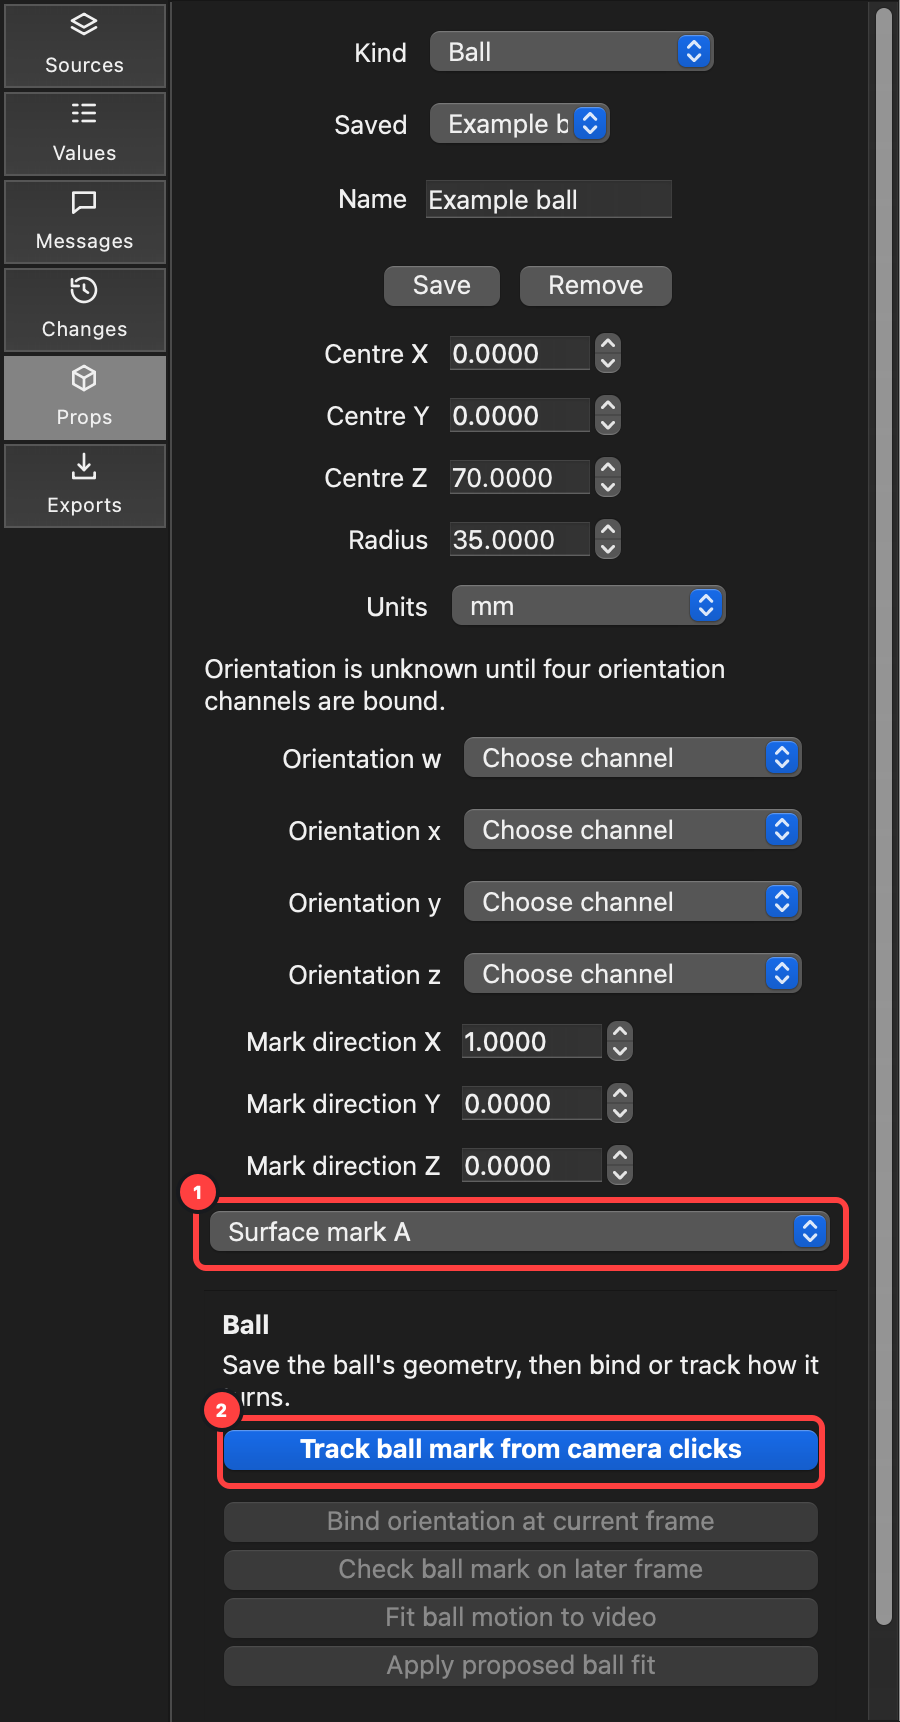 Sources
Values
Messages
Changes
Props
Exports
Kind Ball
Saved Example b
Name Example ball
Save Remove
Centre X 0.0000
Centre Y 0.0000
Centre Z 70.0000
Radius 35.0000
Units mm
Orientation is unknown until four orientation
channels are bound.
Orientation w Choose channel
Orientation x Choose channel
Orientation y Choose channel
Orientation z Choose channel
Mark direction X 1.0000
Mark direction Y 0.0000
Mark direction Z 0.0000
1
Surface mark A
Ball
Save the ball's geometry, then bind or track how it
2
Track ball mark from camera clicks
Bind orientation at current frame
Check ball mark on later frame
Fit ball motion to video
Apply proposed ball fit